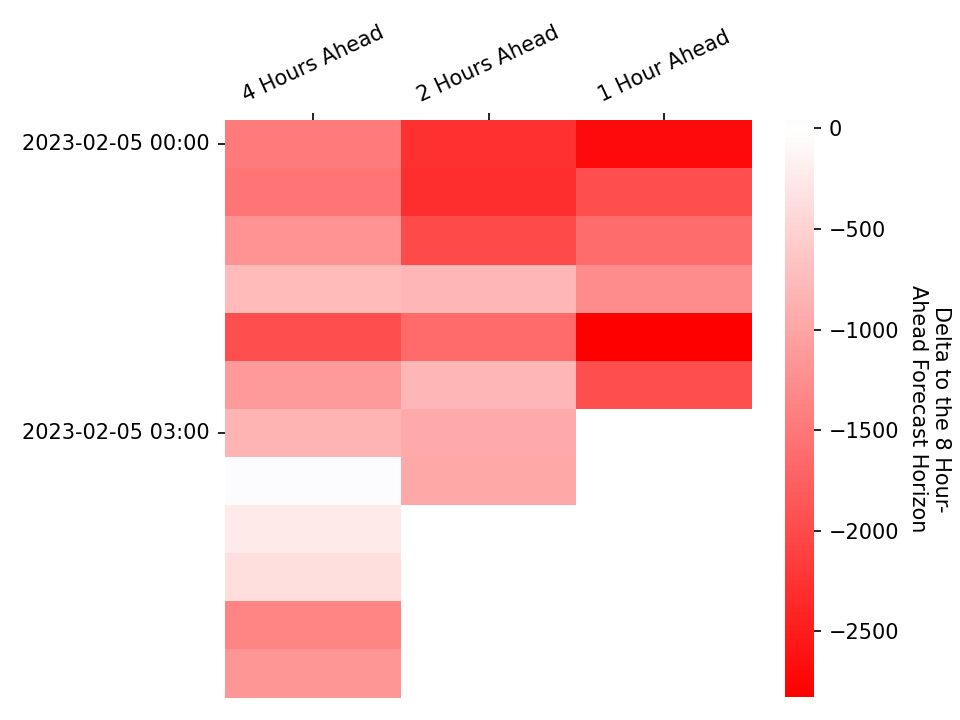 4 Hours Ahead
2 Hours Ahead
1 Hour Ahead
2023-02-05 00:00
2023-02-05 03:00
0
−500
−1000
−1500
−2000
−2500
Delta to the 8 Hour-
Ahead Forecast Horizon